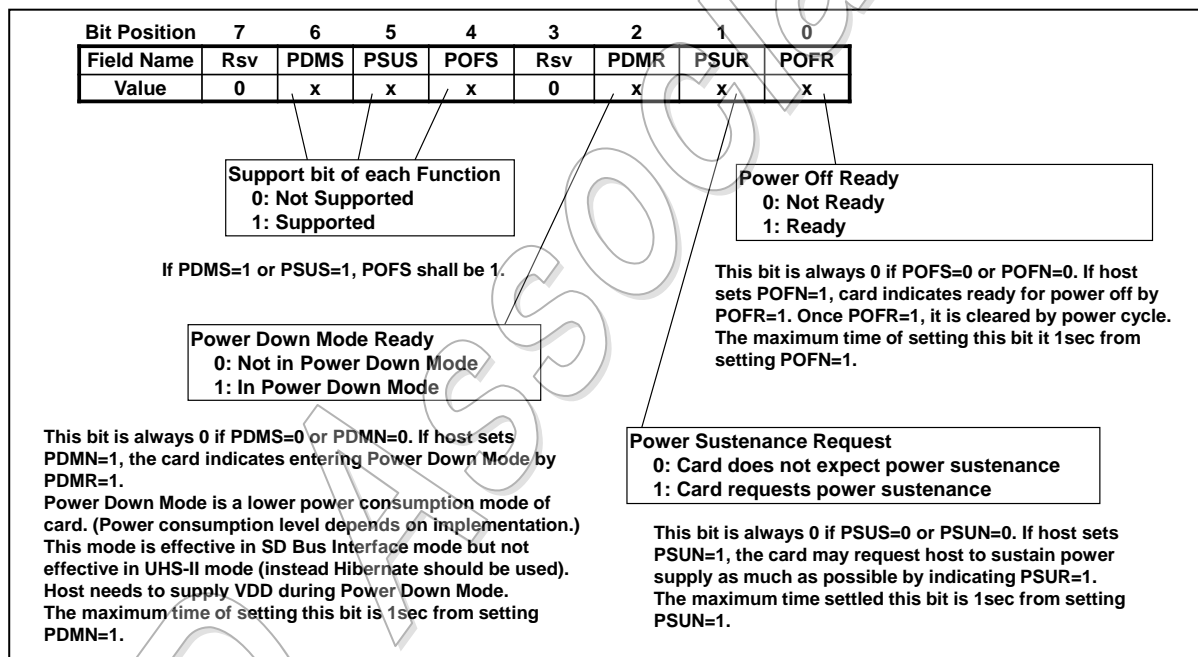 Bit Position 7 6 5 4 3 2 1 0
Field Name Rsv PDMS PSUS POFS Rsv PDMR PSUR POFR
Value 0 x x x 0 x x x
Support bit of each Function
0: Not Supported
1: Supported
If PDMS=1 or PSUS=1, POFS shall be 1.
Power Off Ready
0: Not Ready
1: Ready
This bit is always 0 if POFS=0 or POFN=0. If host
sets POFN=1, card indicates ready for power off by
POFR=1. Once POFR=1, it is cleared by power cycle.
The maximum time of setting this bit it 1sec from
setting POFN=1.
Power Down Mode Ready
0: Not in Power Down Mode
1: In Power Down Mode
This bit is always 0 if PDMS=0 or PDMN=0. If host sets
PDMN=1, the card indicates entering Power Down Mode by
PDMR=1.
Power Down Mode is a lower power consumption mode of
card. (Power consumption level depends on implementation.)
This mode is effective in SD Bus Interface mode but not
effective in UHS-II mode (instead Hibernate should be used).
Host needs to supply VDD during Power Down Mode.
The maximum time of setting this bit is 1sec from setting
PDMN=1.
Power Sustenance Request
0: Card does not expect power sustenance
1: Card requests power sustenance
This bit is always 0 if PSUS=0 or PSUN=0. If host sets
PSUN=1, the card may request host to sustain power
supply as much as possible by indicating PSUR=1.
The maximum time settled this bit is 1sec from setting
PSUN=1.